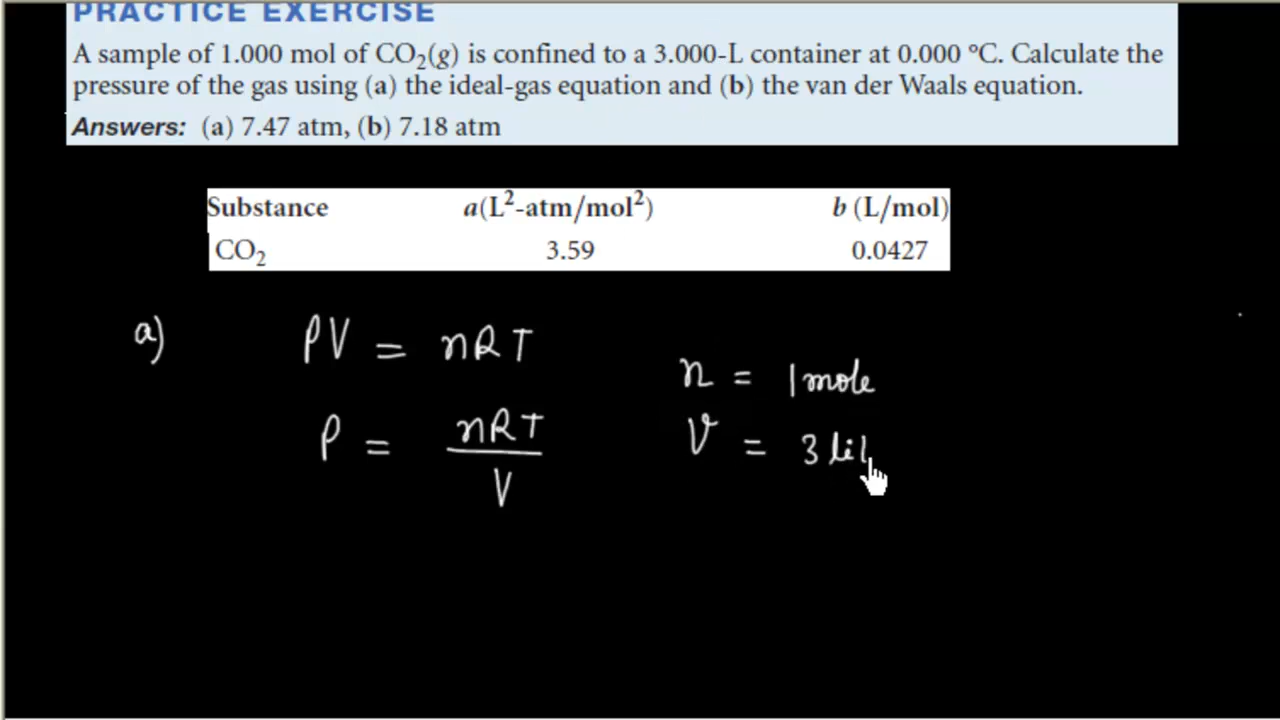 PRACTICE EXERCISE
A sample of 1.000 mol of CO₂(g) is confined to a 3.000-L container at 0.000 °C. Calculate the
pressure of the gas using (a) the ideal-gas equation and (b) the van der Waals equation.
Answers: (a) 7.47 atm, (b) 7.18 atm
Substance a(L²-atm/mol²) b (L/mol)
CO₂ 3.59 0.0427
a) PV = nRT
n = 1 mole
P = nRT / V
V = 3 lit